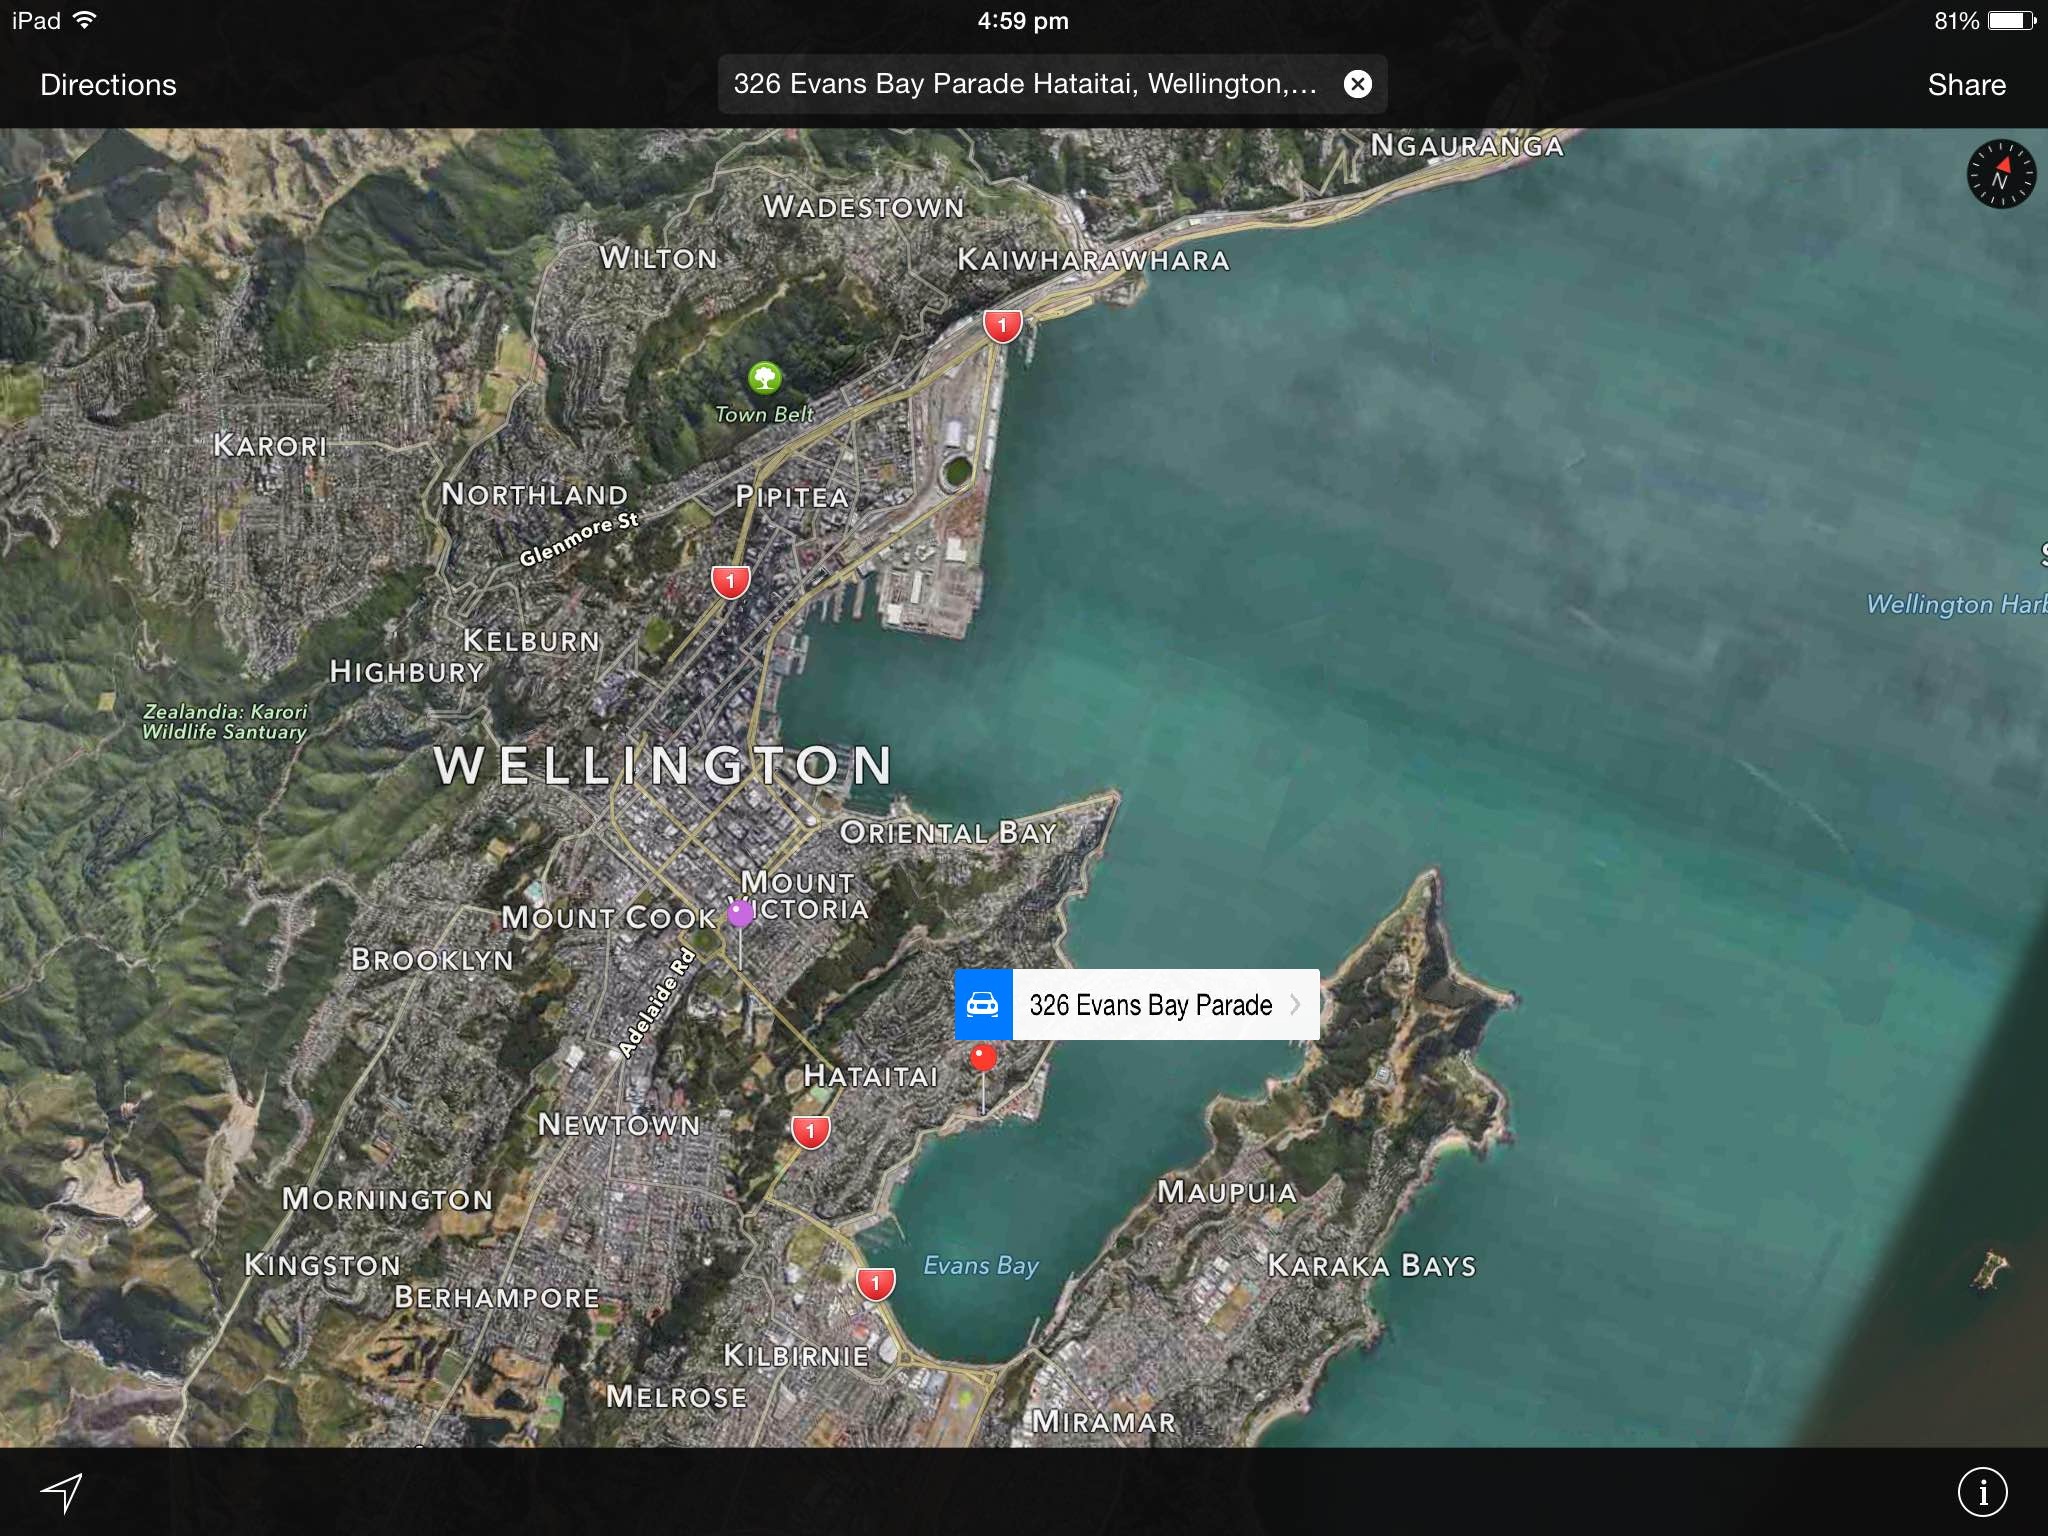 iPad
4:59 pm
81%
Directions
326 Evans Bay Parade Hataitai, Wellington,...
Share
NGAURANGA
N
WADESTOWN
WILTON
KAIWHARAWHARA
1
Town Belt
KARORI
NORTHLAND
PIPITEA
Glenmore St
1
Wellington Harb
KELBURN
HIGHBURY
Zealandia: Karori
Wildlife Santuary
WELLINGTON
ORIENTAL BAY
MOUNT
VICTORIA
MOUNT COOK
BROOKLYN
Adelaide Rd
326 Evans Bay Parade
HATAITAI
NEWTOWN
1
MORNINGTON
MAUPUIA
KINGSTON
Evans Bay
KARAKA BAYS
1
BERHAMPORE
KILBIRNIE
MELROSE
MIRAMAR